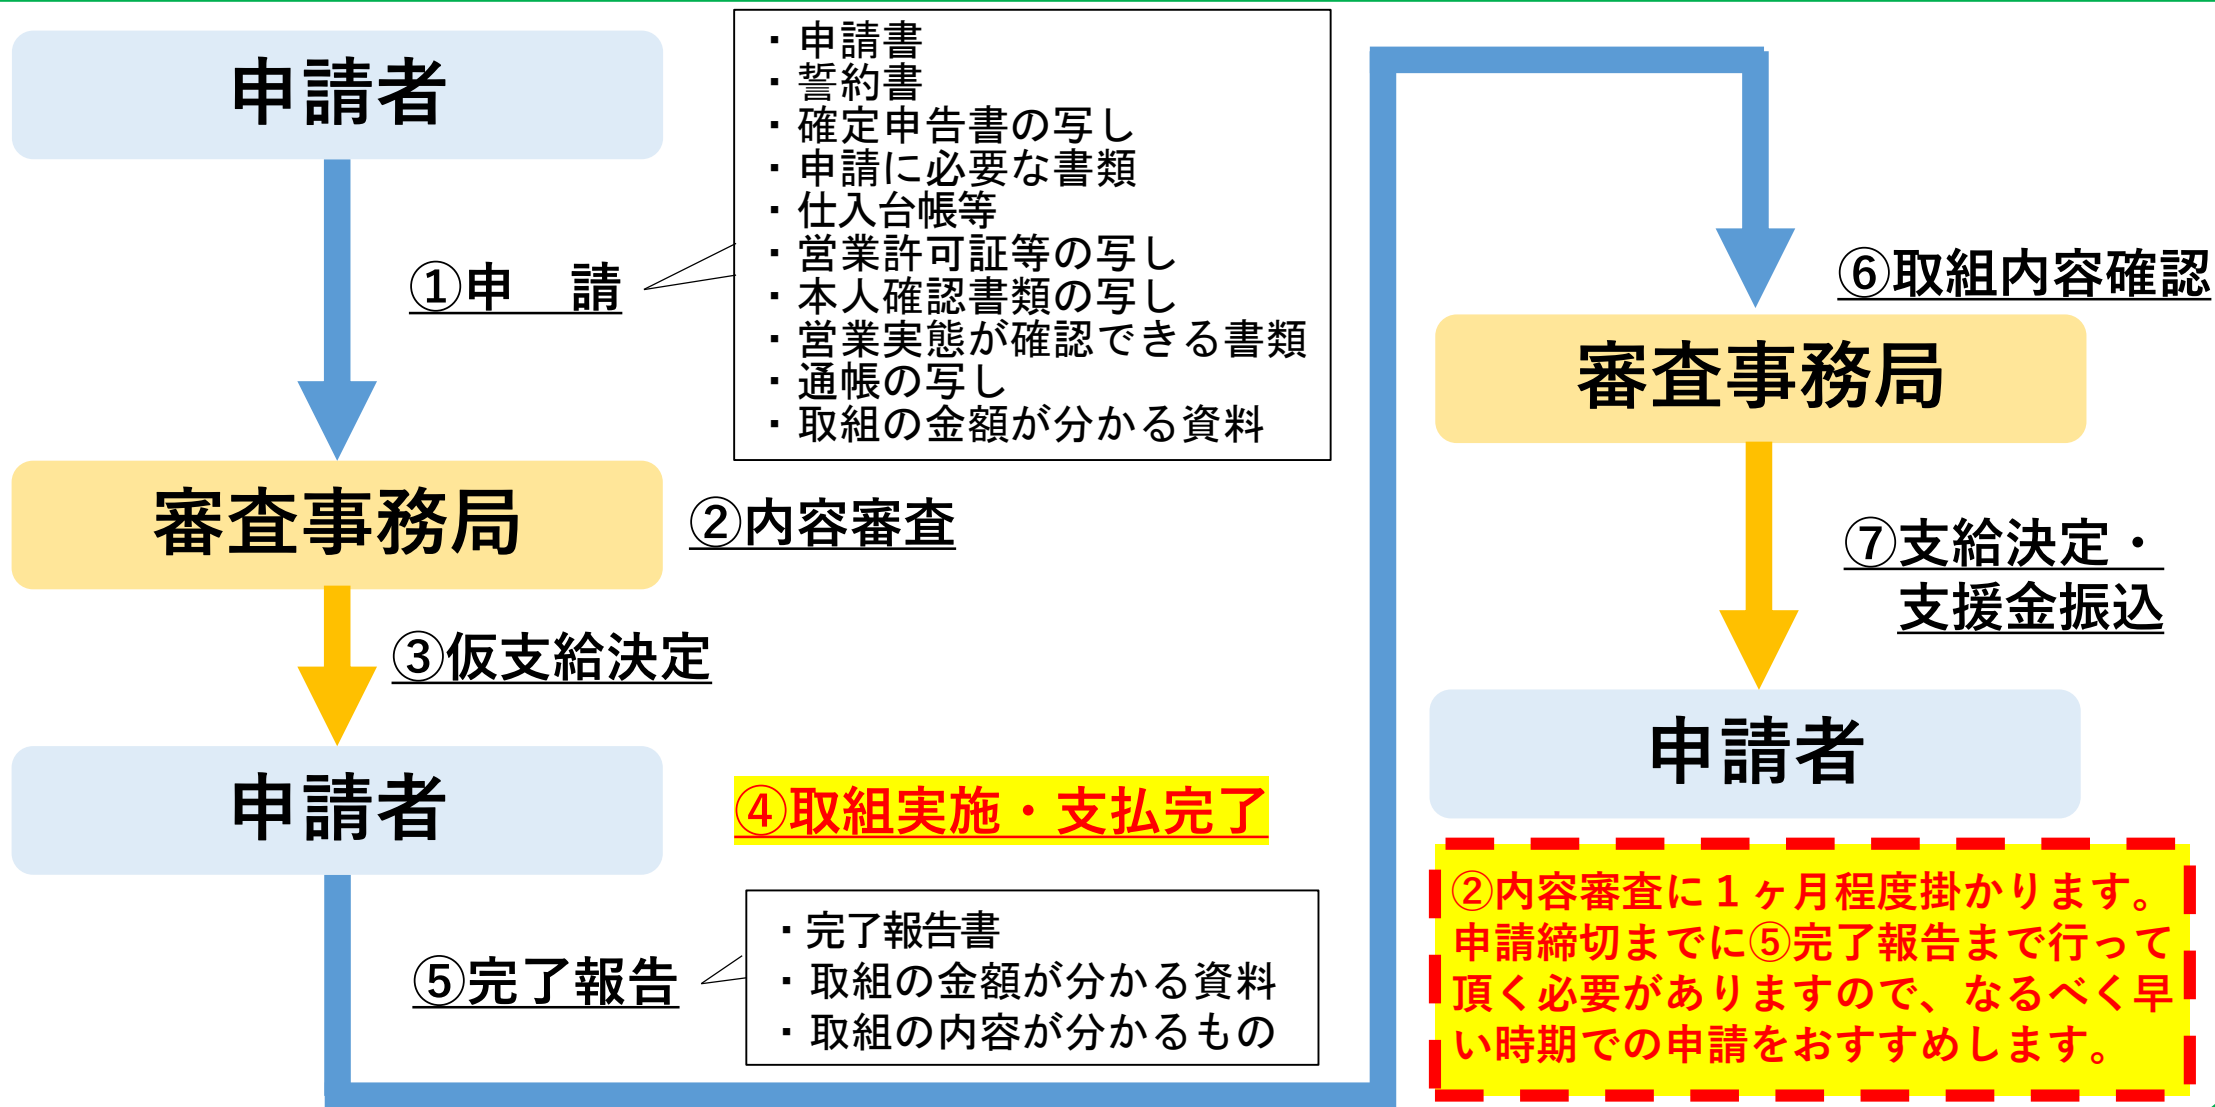 申請者
①申　請
・申請書
・誓約書
・確定申告書の写し
・申請に必要な書類
・仕入台帳等
・営業許可証等の写し
・本人確認書類の写し
・営業実態が確認できる書類
・通帳の写し
・取組の金額が分かる資料
審査事務局
②内容審査
③仮支給決定
申請者
④取組実施・支払完了
⑤完了報告
・完了報告書
・取組の金額が分かる資料
・取組の内容が分かるもの
⑥取組内容確認
審査事務局
⑦支給決定・
支援金振込
申請者
②内容審査に１ヶ月程度掛かります。
申請締切までに⑤完了報告まで行って
頂く必要がありますので、なるべく早
い時期での申請をおすすめします。